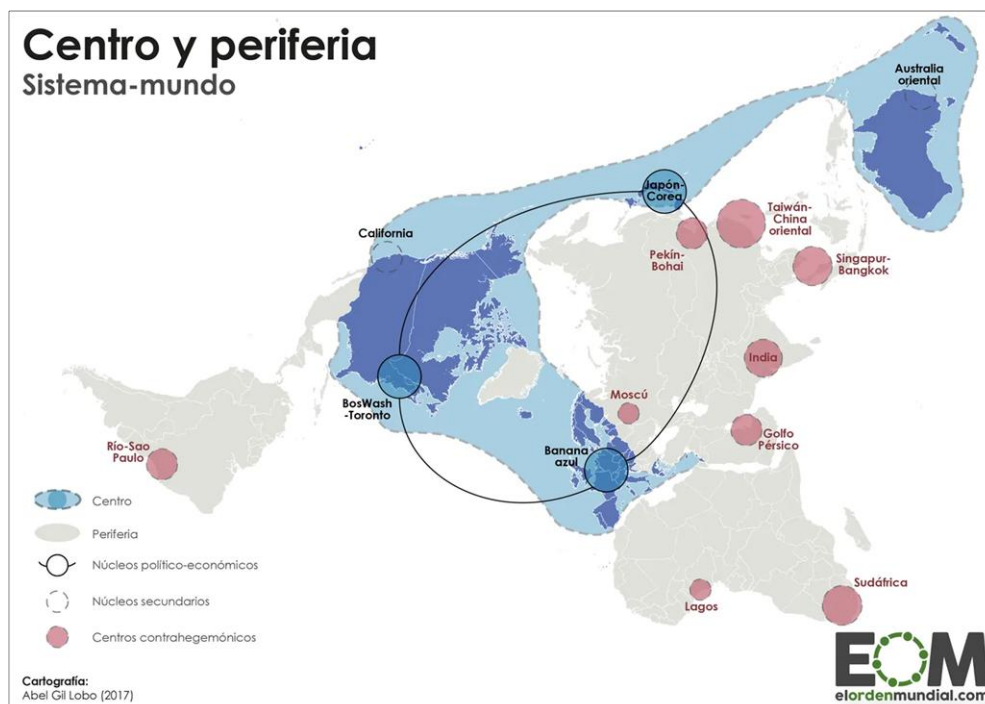 Centro y periferia
Sistema-mundo
Australia
oriental
Japón-
Corea
Taiwán-
China
oriental
California
Pekín-
Bohai
Singapur-
Bangkok
India
BosWash
-Toronto
Moscú
Río-Sao
Paulo
Banana
azul
Golfo
Pérsico
Centro
Periferia
Núcleos político-económicos
Núcleos secundarios
Centros contrahegemónicos
Sudáfrica
Lagos
Cartografía:
Abel Gil Lobo (2017)
EOM
elordenmundial.com